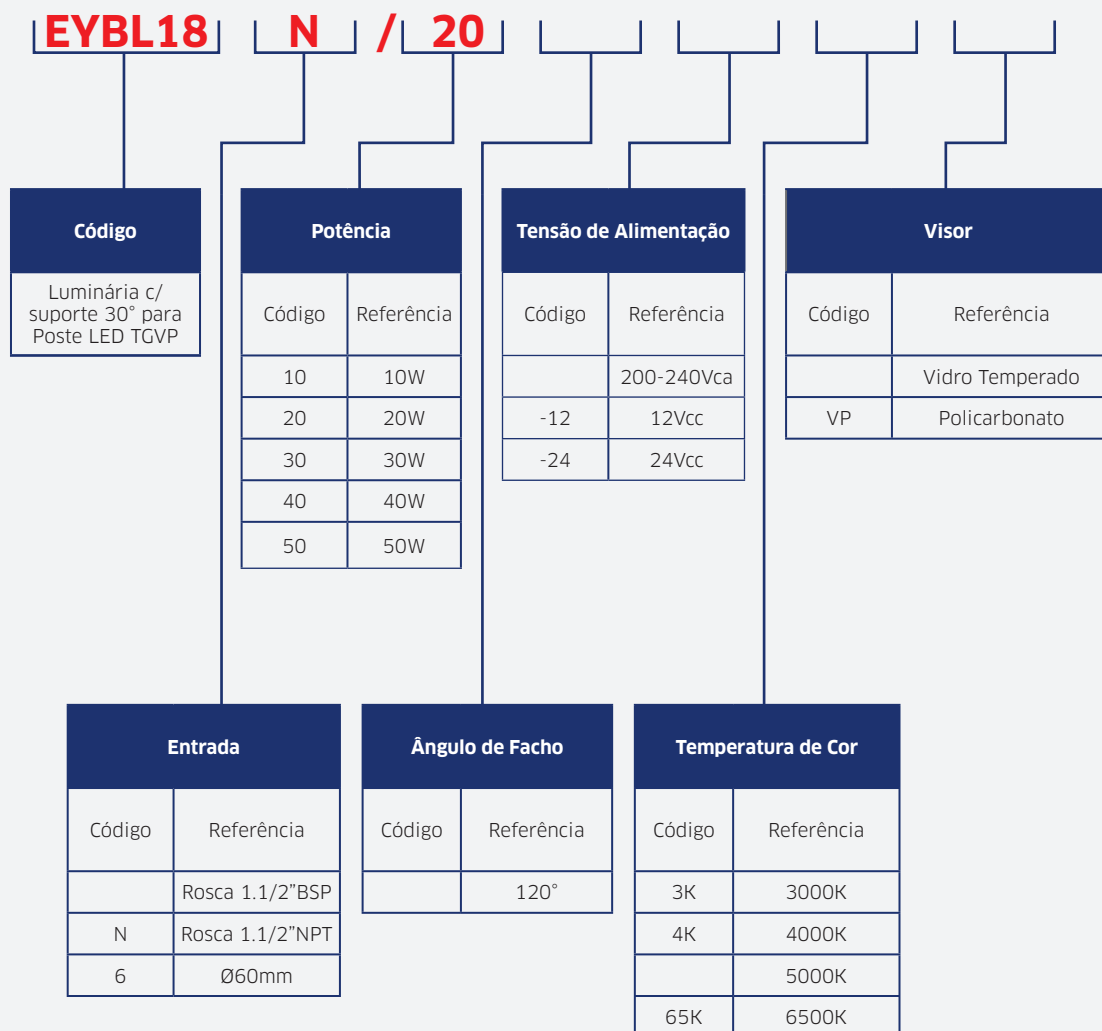 EYBL18 N / 20
Código
Luminária c/
suporte 30° para
Poste LED TGVP
Potência
Código Referência
10 10W
20 20W
30 30W
40 40W
50 50W
Tensão de Alimentação
Código Referência
200-240Vca
-12 12Vcc
-24 24Vcc
Visor
Código Referência
Vidro Temperado
VP Policarbonato
Entrada
Código Referência
Rosca 1.1/2”BSP
N Rosca 1.1/2”NPT
6 Ø60mm
Ângulo de Facho
Código Referência
120°
Temperatura de Cor
Código Referência
3K 3000K
4K 4000K
5000K
65K 6500K